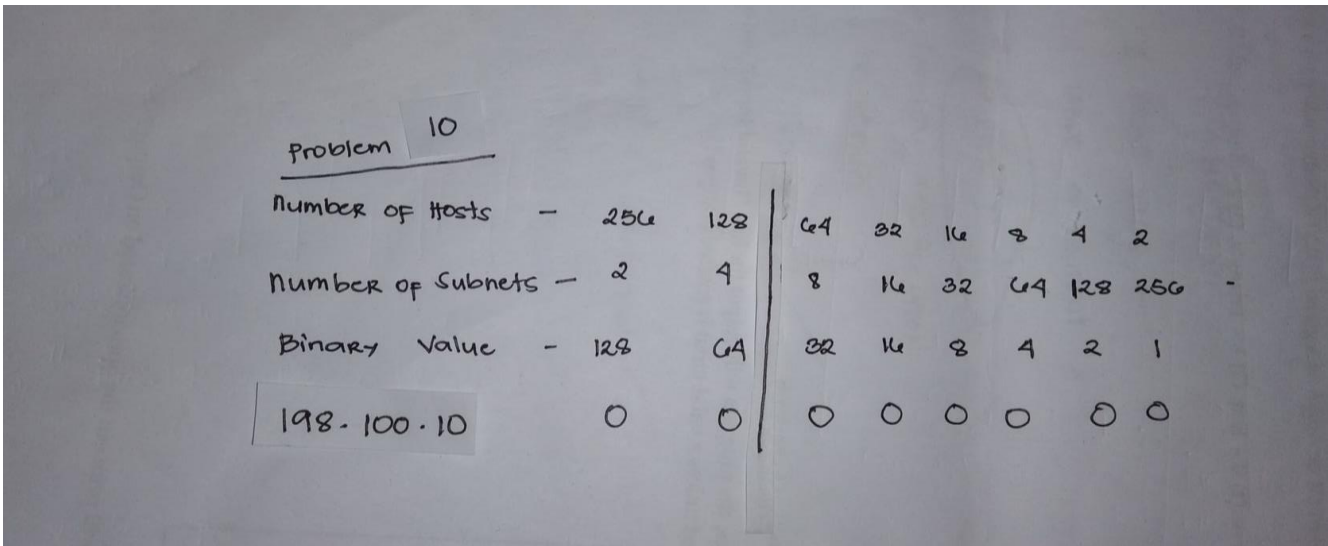 Problem 10
Number of Hosts - 256 128 64 32 16 8 4 2
Number of Subnets - 2 4 8 16 32 64 128 256 -
Binary Value - 128 64 32 16 8 4 2 1
198.100.10 0 0 0 0 0 0 0 0